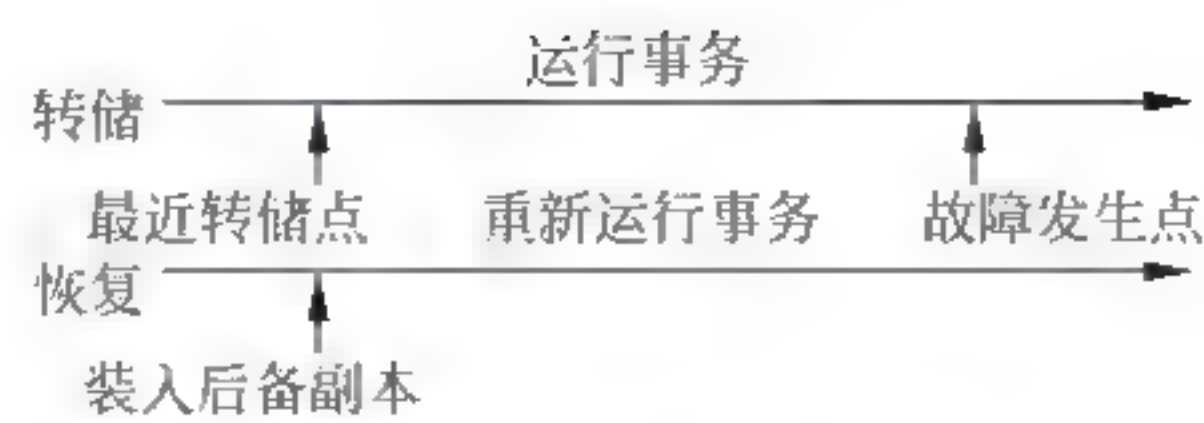 运行事务
转储
最近转储点 重新运行事务 故障发生点
恢复
装入后备副本